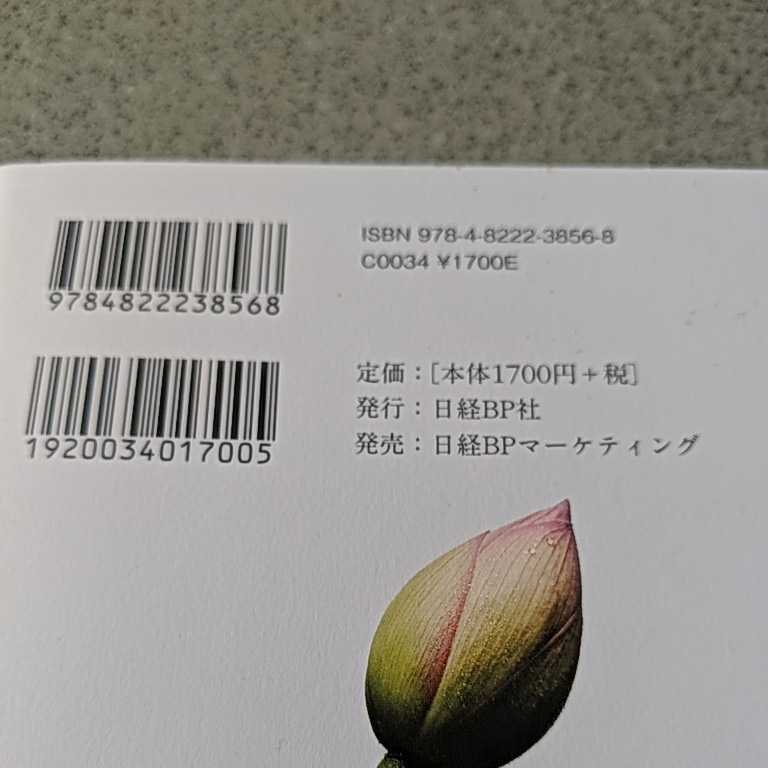 9784822238568
ISBN 978-4-8222-3856-8
C0034 ¥1700E
1920034017005
定価：[本体1700円＋税]
発行：日経BP社
発売：日経BPマーケティング